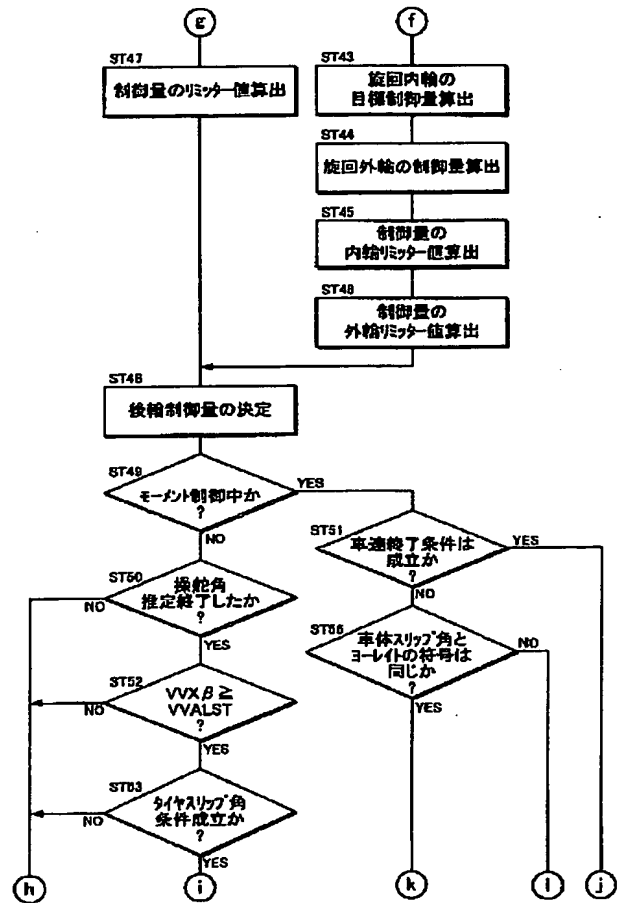 g
f
ST47
制御量のリミッター値算出
ST43
旋回内輪の
目標制御量算出
ST44
旋回外輪の制御量算出
ST45
制御量の
内輪リミッター値算出
ST48
制御量の
外輪リミッター値算出
ST46
後輪制御量の決定
ST49
モーメント制御中か
?
YES
NO
ST51
車速終了条件は
成立か
?
YES
NO
ST50
操舵角
推定終了したか
?
NO
YES
ST55
車体スリップ角と
ヨーレイトの符号は
同じか
?
NO
YES
ST52
VVXβ≧
VVALST
?
NO
YES
ST53
タイヤスリップ角
条件成立か
?
NO
YES
h
i
k
l
j